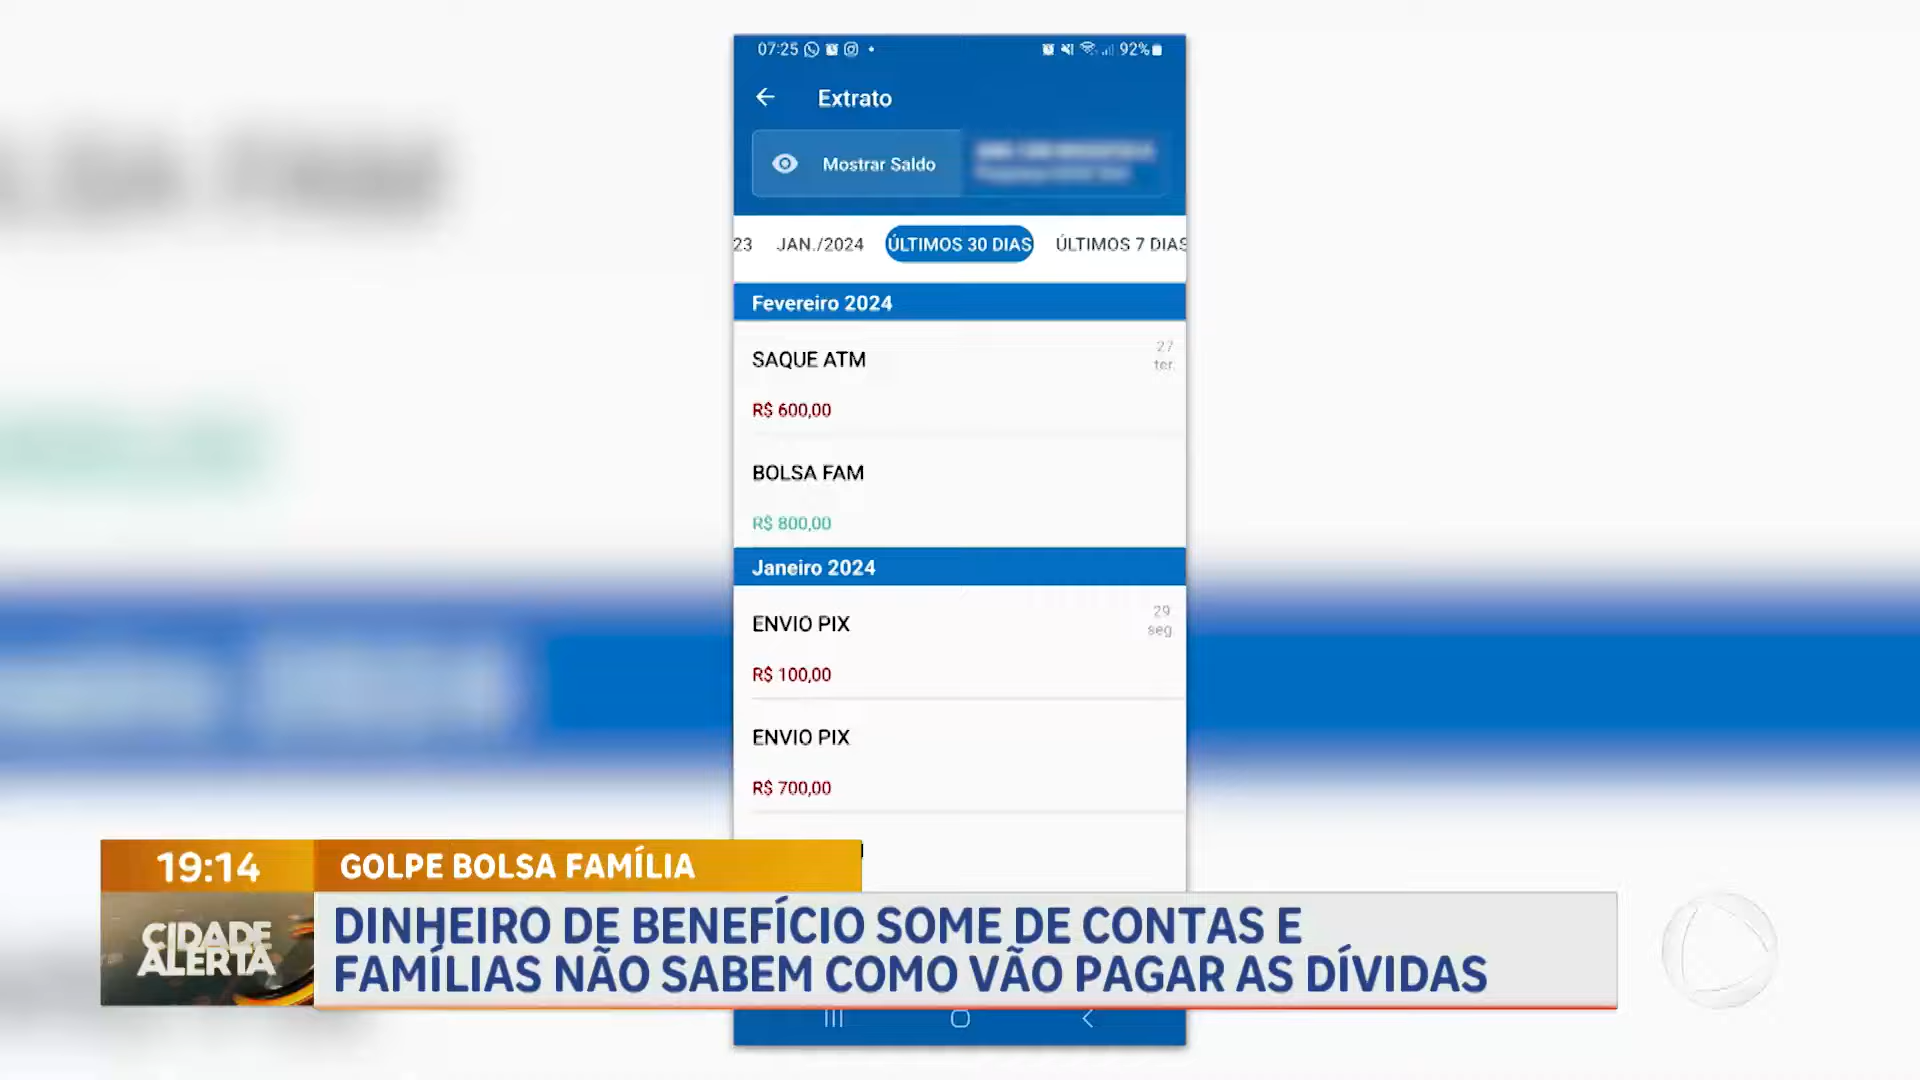 07:25
92%
Extrato
Mostrar Saldo
23 JAN./2024 ÚLTIMOS 30 DIAS ÚLTIMOS 7 DIAS
Fevereiro 2024
SAQUE ATM
27
ter
R$ 600,00
BOLSA FAM
R$ 800,00
Janeiro 2024
ENVIO PIX
29
seg
R$ 100,00
ENVIO PIX
R$ 700,00
19:14
GOLPE BOLSA FAMÍLIA
CIDADE
ALERTA
DINHEIRO DE BENEFÍCIO SOME DE CONTAS E
FAMÍLIAS NÃO SABEM COMO VÃO PAGAR AS DÍVIDAS